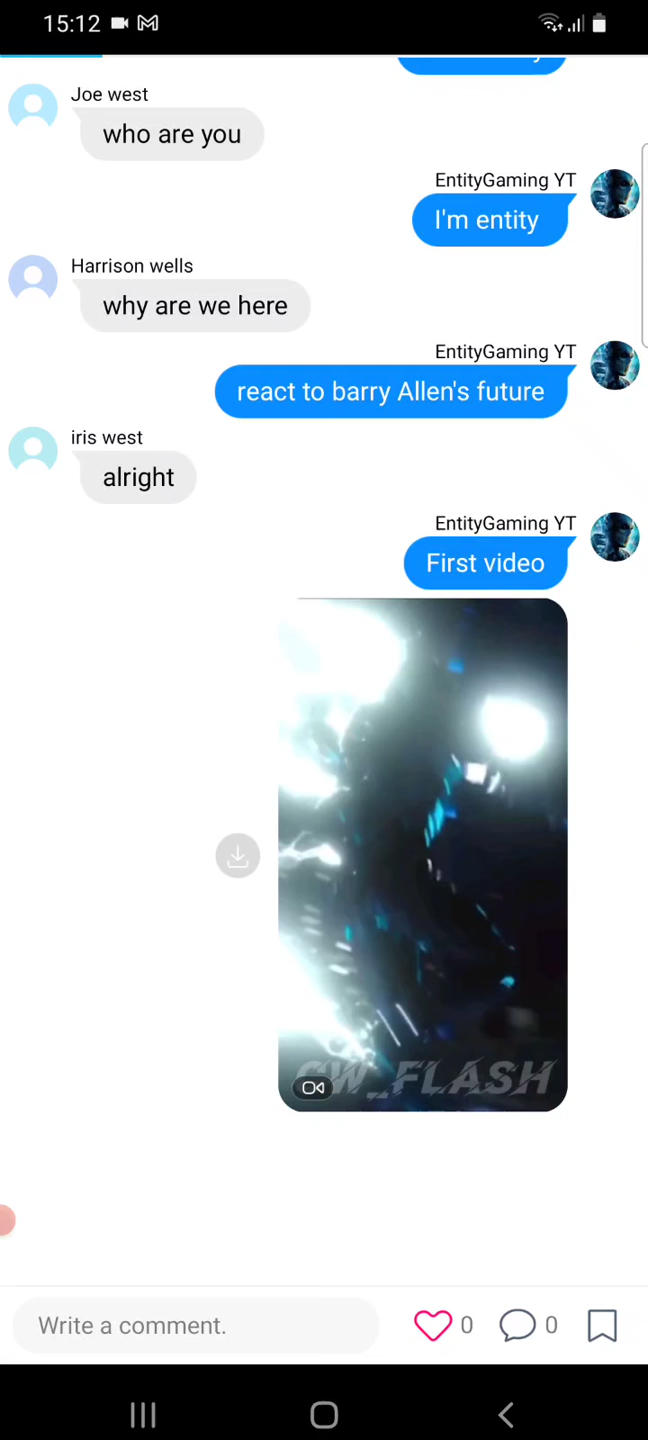 15:12
Joe west
who are you
EntityGaming YT
I'm entity
Harrison wells
why are we here
EntityGaming YT
react to barry Allen's future
iris west
alright
EntityGaming YT
First video
CW_FLASH
Write a comment.
0
0